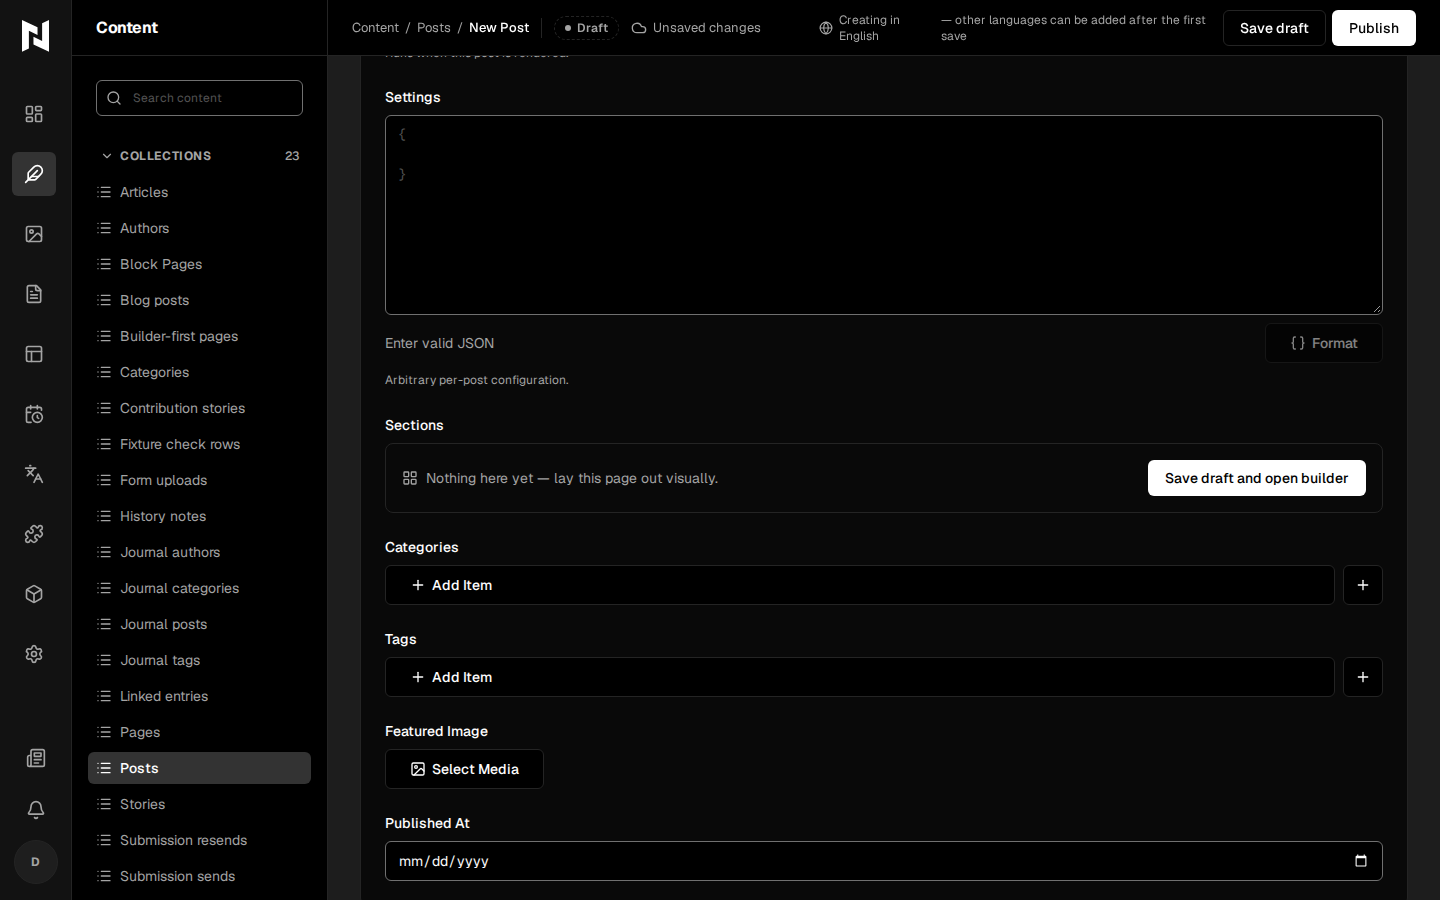 Content
Content / Posts / New Post
Draft
Unsaved changes
Creating in
English
— other languages can be added after the first
save
Save draft
Publish
Search content
COLLECTIONS 23
Articles
Authors
Block Pages
Blog posts
Builder-first pages
Categories
Contribution stories
Fixture check rows
Form uploads
History notes
Journal authors
Journal categories
Journal posts
Journal tags
Linked entries
Pages
Posts
Stories
Submission resends
Submission sends
D
Settings
{
}
Enter valid JSON
Format
Arbitrary per-post configuration.
Sections
Nothing here yet — lay this page out visually.
Save draft and open builder
Categories
Add Item
Tags
Add Item
Featured Image
Select Media
Published At
mm/dd/yyyy